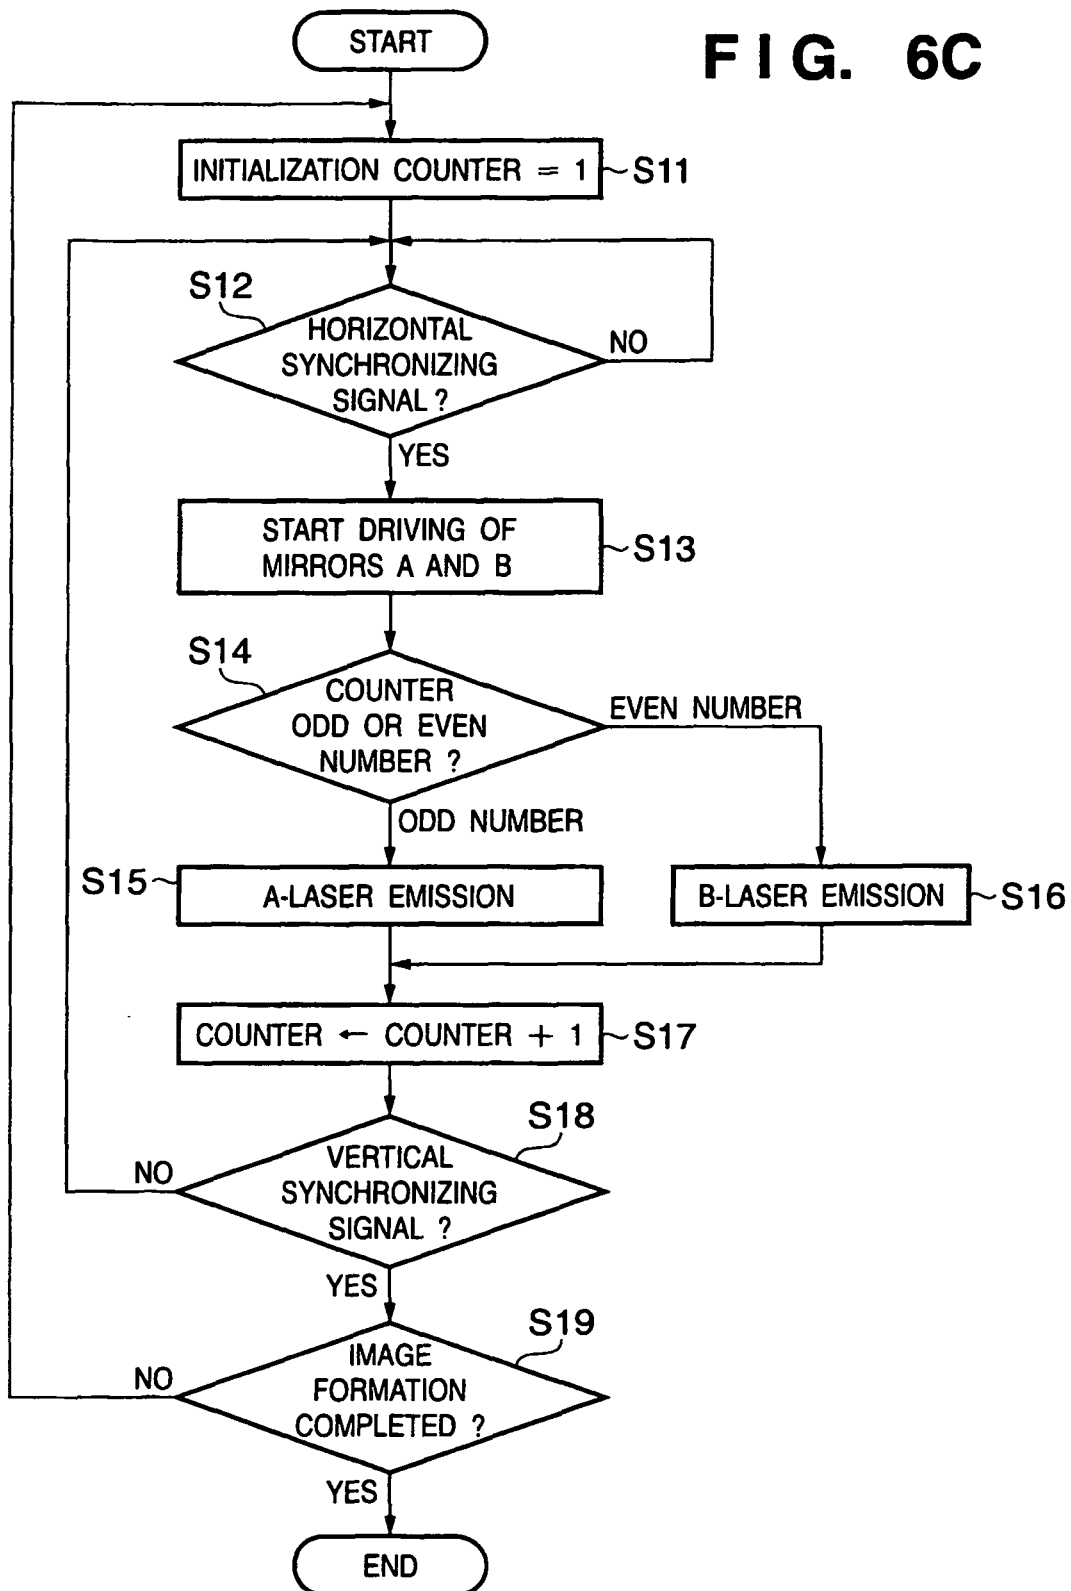 START
FIG. 6C
INITIALIZATION COUNTER = 1
S11
S12
HORIZONTAL
SYNCHRONIZING
SIGNAL ?
NO
YES
START DRIVING OF
MIRRORS A AND B
S13
S14
COUNTER
ODD OR EVEN
NUMBER ?
EVEN NUMBER
ODD NUMBER
S15
A-LASER EMISSION
B-LASER EMISSION
S16
COUNTER ← COUNTER + 1
S17
S18
VERTICAL
SYNCHRONIZING
SIGNAL ?
NO
YES
S19
IMAGE
FORMATION
COMPLETED ?
NO
YES
END